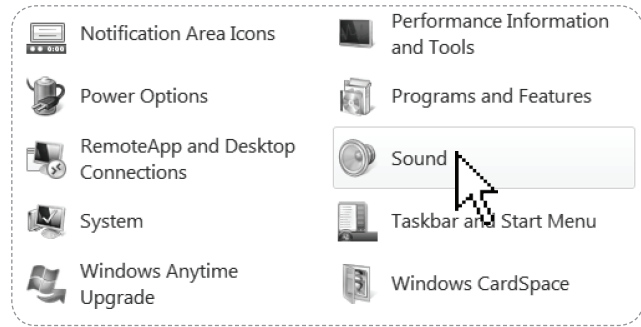 Notification Area Icons
Performance Information
and Tools
Power Options
Programs and Features
RemoteApp and Desktop
Connections
Sound
System
Taskbar and Start Menu
Windows Anytime
Upgrade
Windows CardSpace